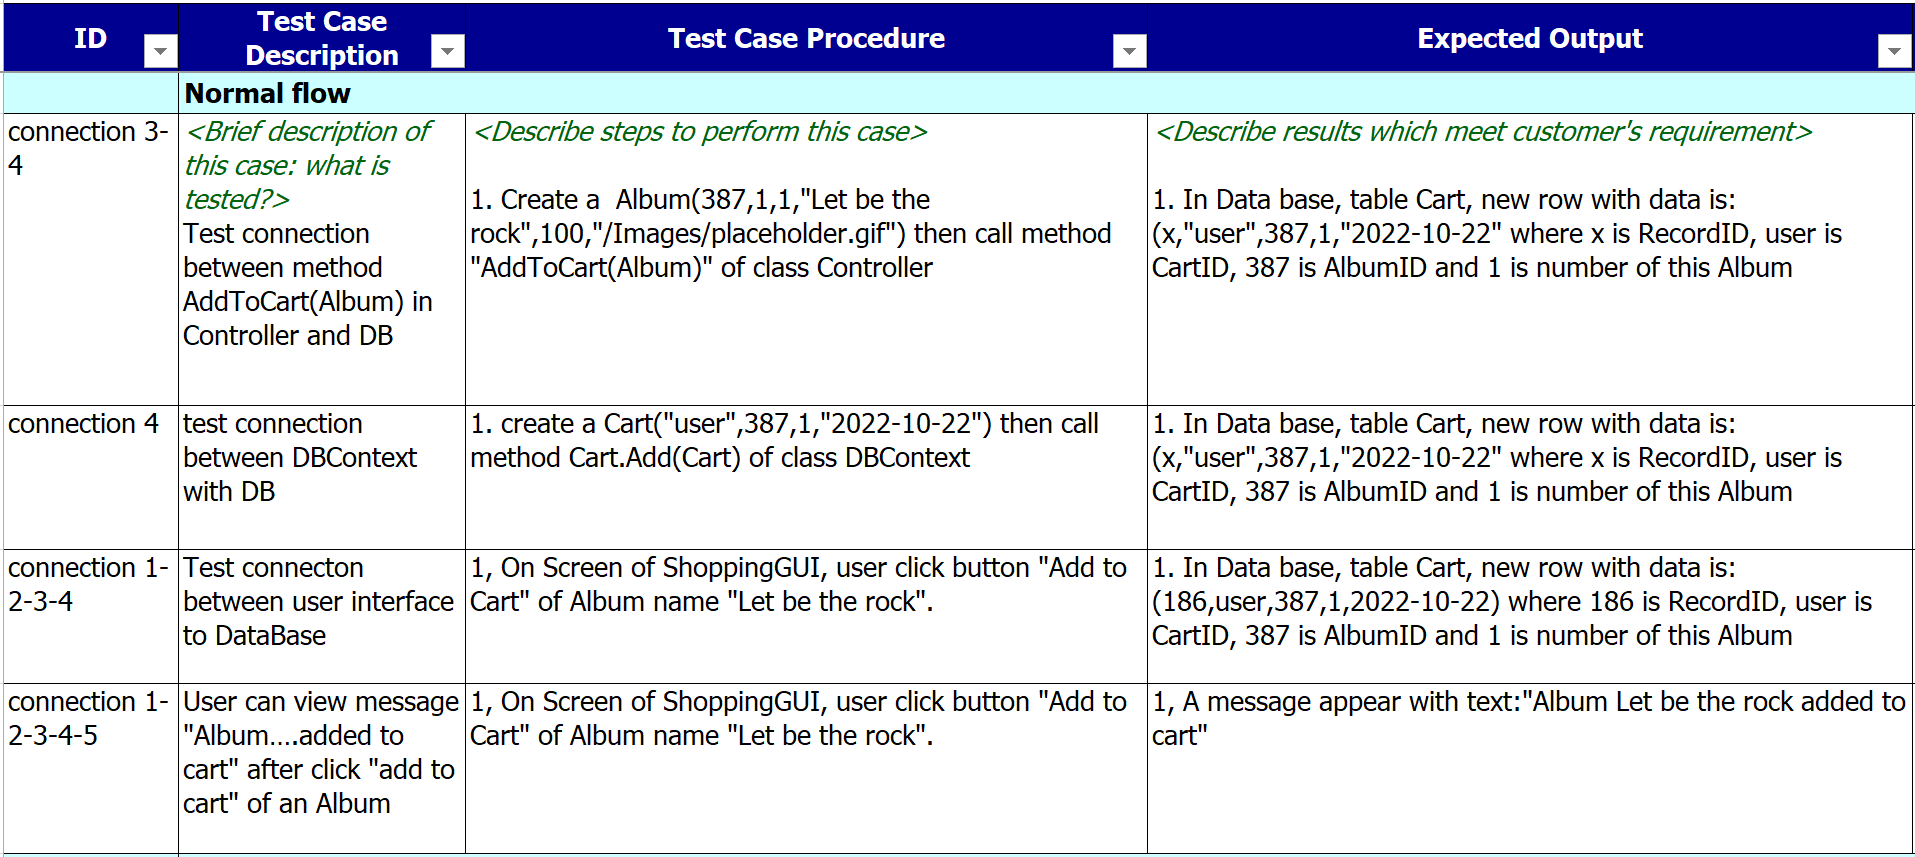 ID
Test Case
Description
Test Case Procedure
Expected Output
Normal flow
connection 3-
4
<Brief description of
this case: what is
tested?>
Test connection
between method
AddToCart(Album) in
Controller and DB
<Describe steps to perform this case>
1. Create a  Album(387,1,1,"Let be the
rock",100,"/Images/placeholder.gif") then call method
"AddToCart(Album)" of class Controller
<Describe results which meet customer's requirement>
1. In Data base, table Cart, new row with data is:
(x,"user",387,1,"2022-10-22" where x is RecordID, user is
CartID, 387 is AlbumID and 1 is number of this Album
connection 4
test connection
between DBContext
with DB
1. create a Cart("user",387,1,"2022-10-22") then call
method Cart.Add(Cart) of class DBContext
1. In Data base, table Cart, new row with data is:
(x,"user",387,1,"2022-10-22" where x is RecordID, user is
CartID, 387 is AlbumID and 1 is number of this Album
connection 1-
2-3-4
Test connecton
between user interface
to DataBase
1, On Screen of ShoppingGUI, user click button "Add to
Cart" of Album name "Let be the rock".
1. In Data base, table Cart, new row with data is:
(186,user,387,1,2022-10-22) where 186 is RecordID, user is
CartID, 387 is AlbumID and 1 is number of this Album
connection 1-
2-3-4-5
User can view message
"Album....added to
cart" after click "add to
cart" of an Album
1, On Screen of ShoppingGUI, user click button "Add to
Cart" of Album name "Let be the rock".
1, A message appear with text:"Album Let be the rock added to
cart"